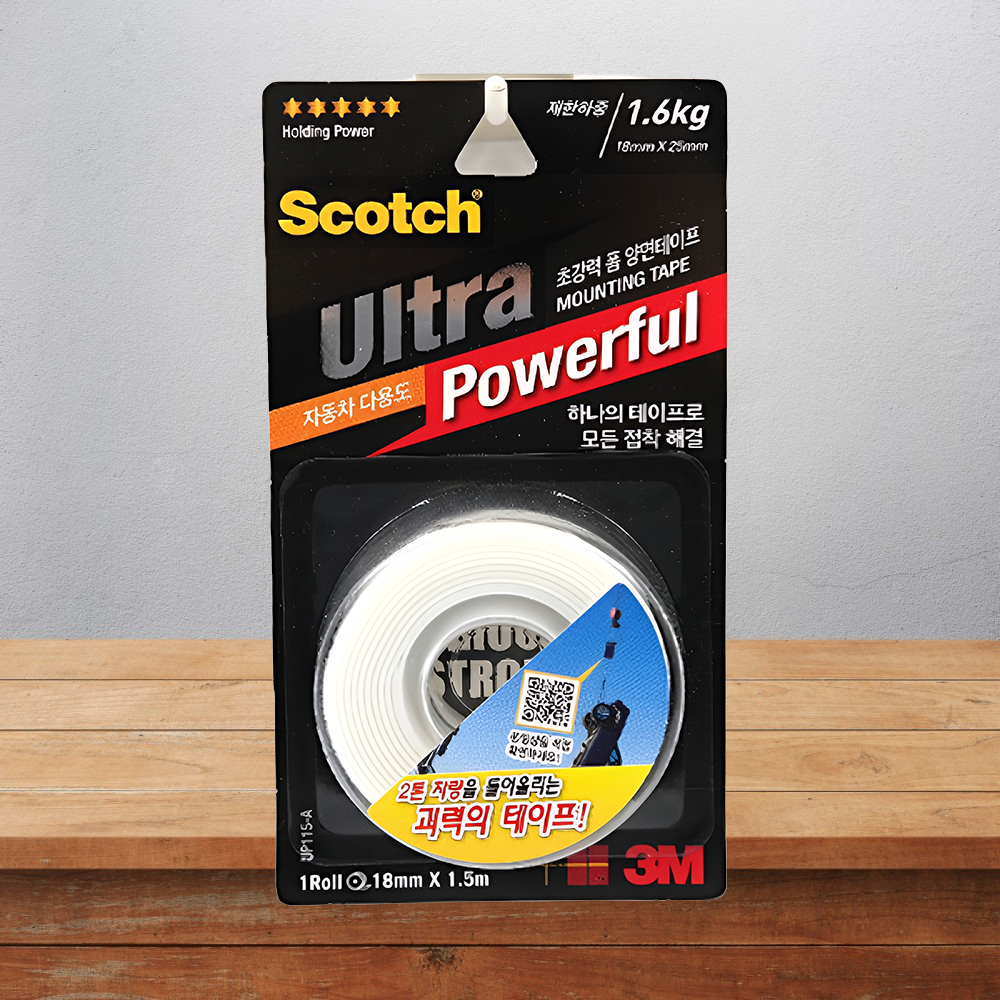 Holding Power
제한하중 1.6kg
18mm X 25mm
Scotch®
Ultra
초강력 폼 양면테이프
MOUNTING TAPE
Powerful
자동차 다용도
하나의 테이프로
모든 접착 해결
STRO
2톤 차량을 들어올리는
괴력의 테이프!
UP115-A
1Roll 18mm X 1.5m
3M